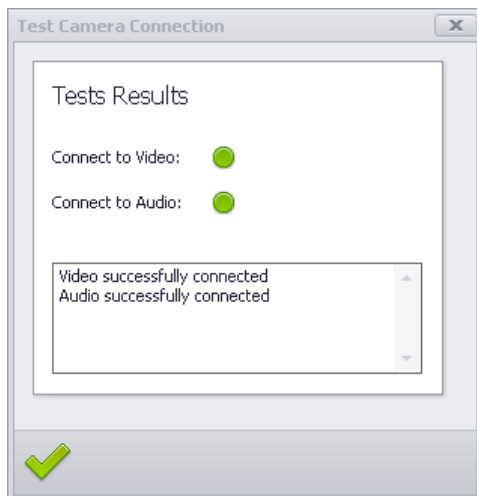 Test Camera Connection
Tests Results
Connect to Video:
Connect to Audio:
Video successfully connected
Audio successfully connected